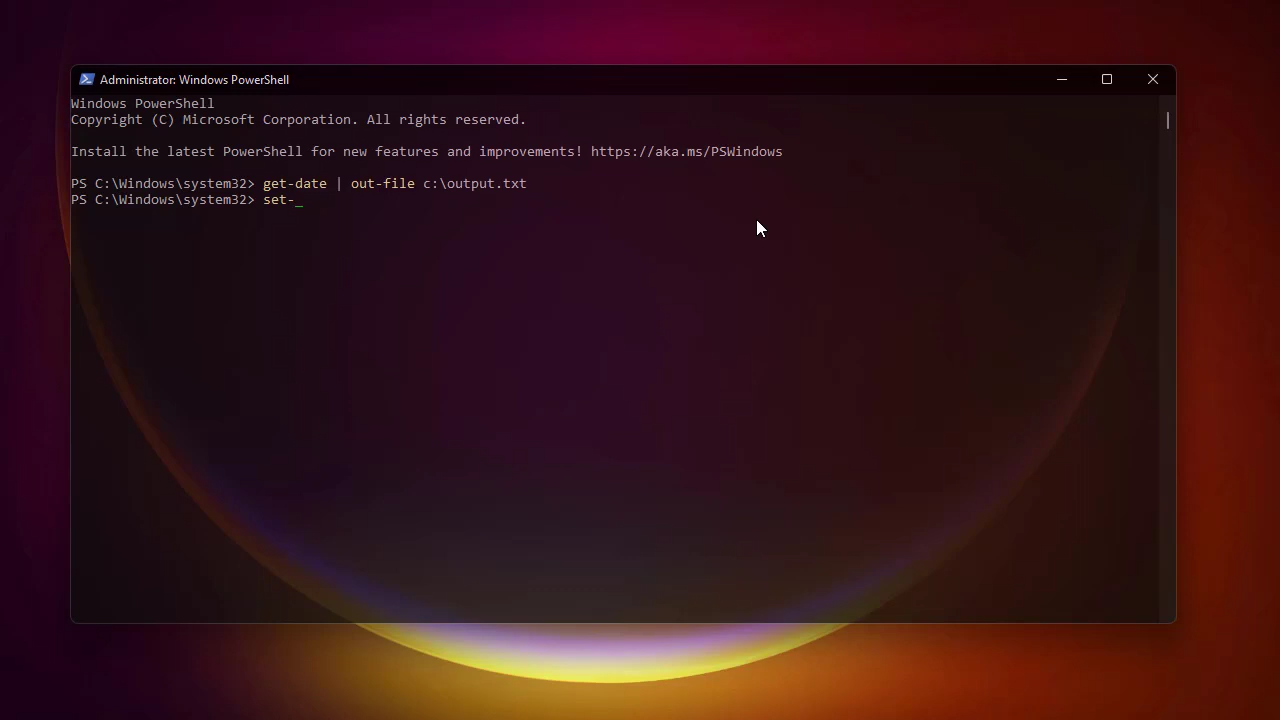 Administrator: Windows PowerShell
Windows PowerShell
Copyright (C) Microsoft Corporation. All rights reserved.
Install the latest PowerShell for new features and improvements! https://aka.ms/PSWindows
PS C:\Windows\system32> get-date | out-file c:\output.txt
PS C:\Windows\system32> set-_